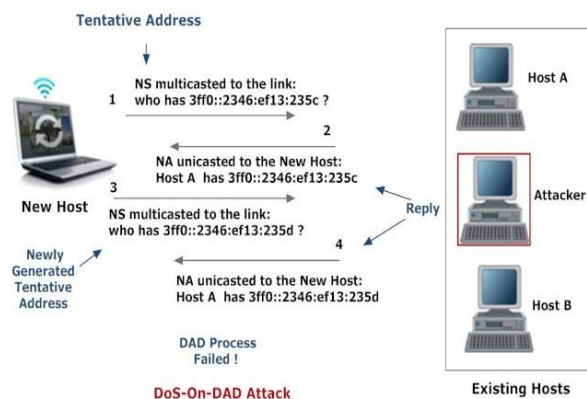 Tentative Address
NS multicasted to the link:
who has 3ff0::2346:ef13:235c ?
1
2
NA unicasted to the New Host:
Host A has 3ff0::2346:ef13:235c
3
New Host
NS multicasted to the link:
who has 3ff0::2346:ef13:235d ?
Reply
4
Newly
Generated
Tentative
Address
NA unicasted to the New Host:
Host A has 3ff0::2346:ef13:235d
DAD Process
Failed !
DoS-On-DAD Attack
Host A
Attacker
Host B
Existing Hosts